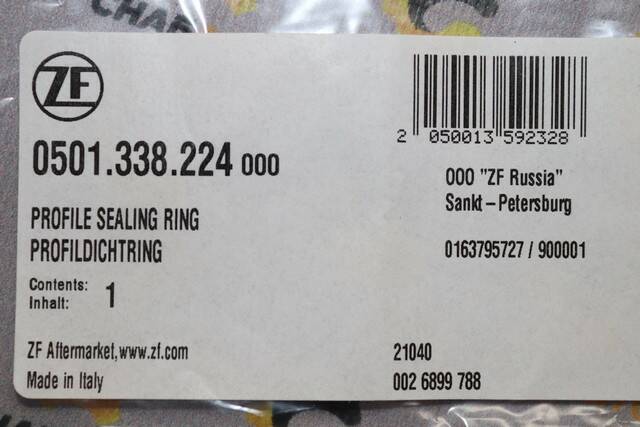 CHAP
ZF
0501.338.224 000
PROFILE SEALING RING
PROFILDICHTRING
Contents:
Inhalt: 1
ZF Aftermarket,www.zf.com
Made in Italy
2 050013 592328
OOO "ZF Russia"
Sankt-Petersburg
0163795727 / 900001
21040
002 6899 788